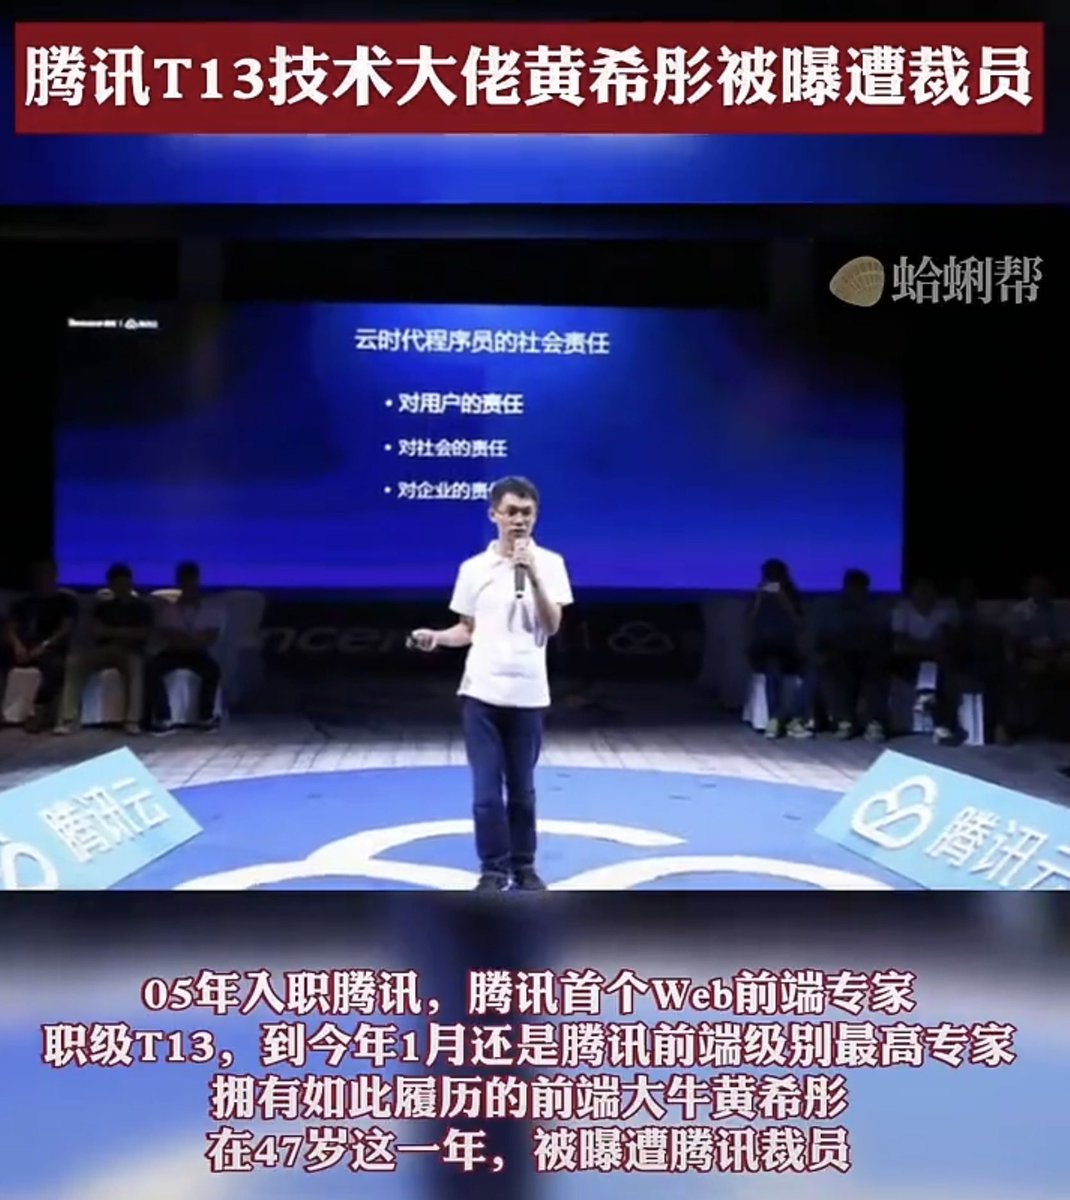 腾讯T13技术大佬黄希彤被曝遭裁员
蛤蜊帮
云时代程序员的社会责任
• 对用户的责任
• 对社会的责任
• 对企业的责
腾讯云
腾讯云
05年入职腾讯，腾讯首个Web前端专家
职级T13，到今年1月还是腾讯前端级别最高专家
拥有如此履历的前端大牛黄希彤
在47岁这一年，被曝遭腾讯裁员